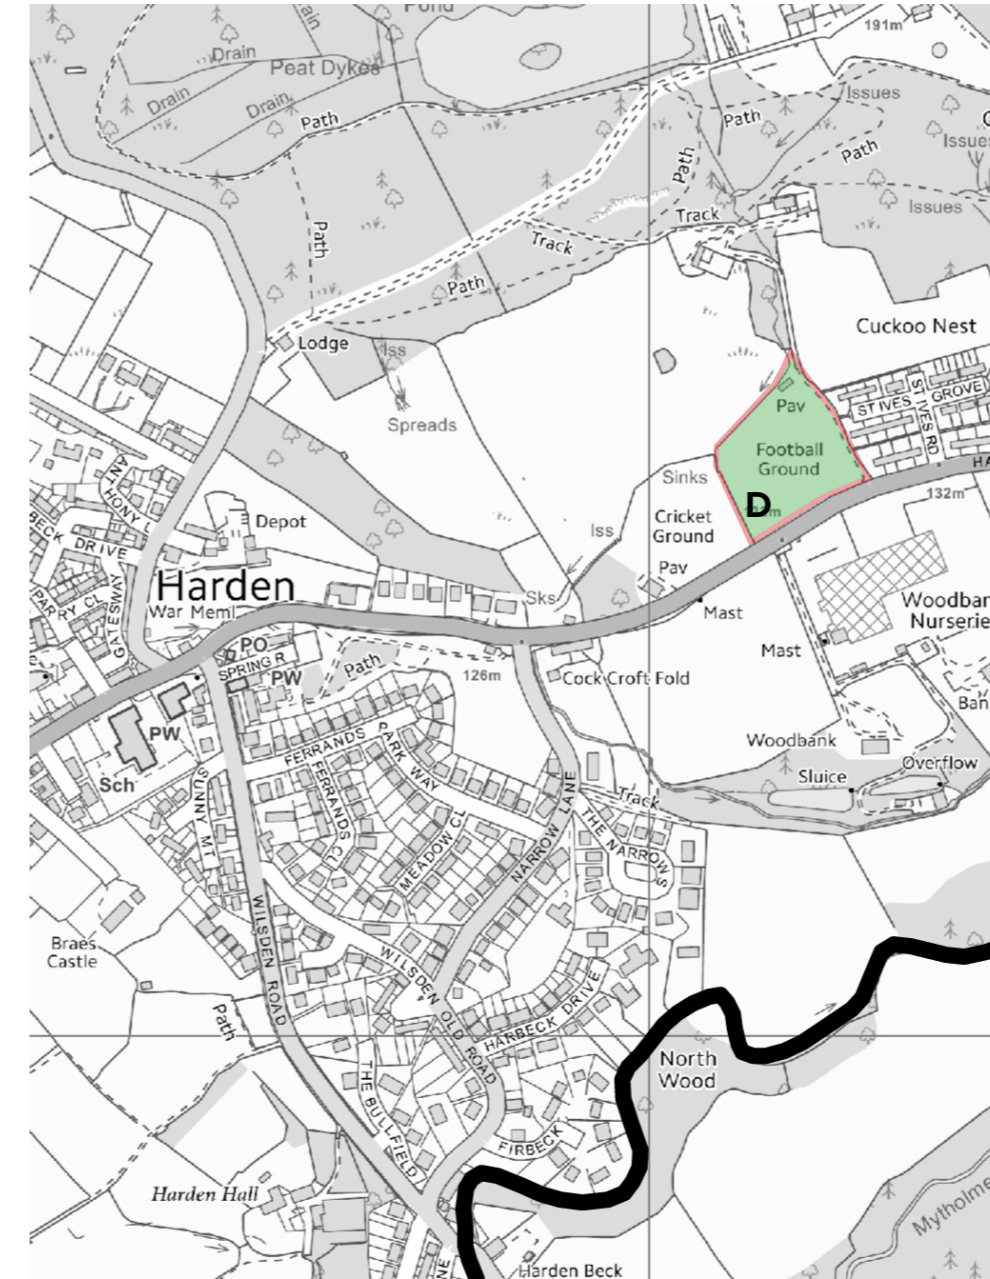 Pond
Drain
191m
Drain
Peat Dykes
Drain
Drain
Path
Path
Issues
Path
Path
Issues
Path
Track
Issues
Track
Path
Lodge
Iss
Cuckoo Nest
Spreads
ST IVES GROVE
ST IVES RD
Pav
Football
Ground
Sinks
D
HA
132m
ANTHONY L
BECK DRIVE
Depot
Cricket
Ground
Iss
Pav
Mast
PARRY CL
GATESWAY
Harden
War Meml
Sks
Woodban
Nurserie
Mast
PO
SPRING R
PW
Path
126m
Cock Croft Fold
Ban
PW
Sch
FERRANDS
PARK WAY
FERRANDS CL
SUNNY MT
MEADOW CL
NARROW LANE
Track
THE NARROWS
Woodbank
Sluice
Overflow
WILSDEN ROAD
Braes
Castle
WILSDEN OLD ROAD
HARBECK DRIVE
Path
THE BULLFIELD
North
Wood
FIRBECK
Harden Hall
Mytholme
Harden Beck
NE